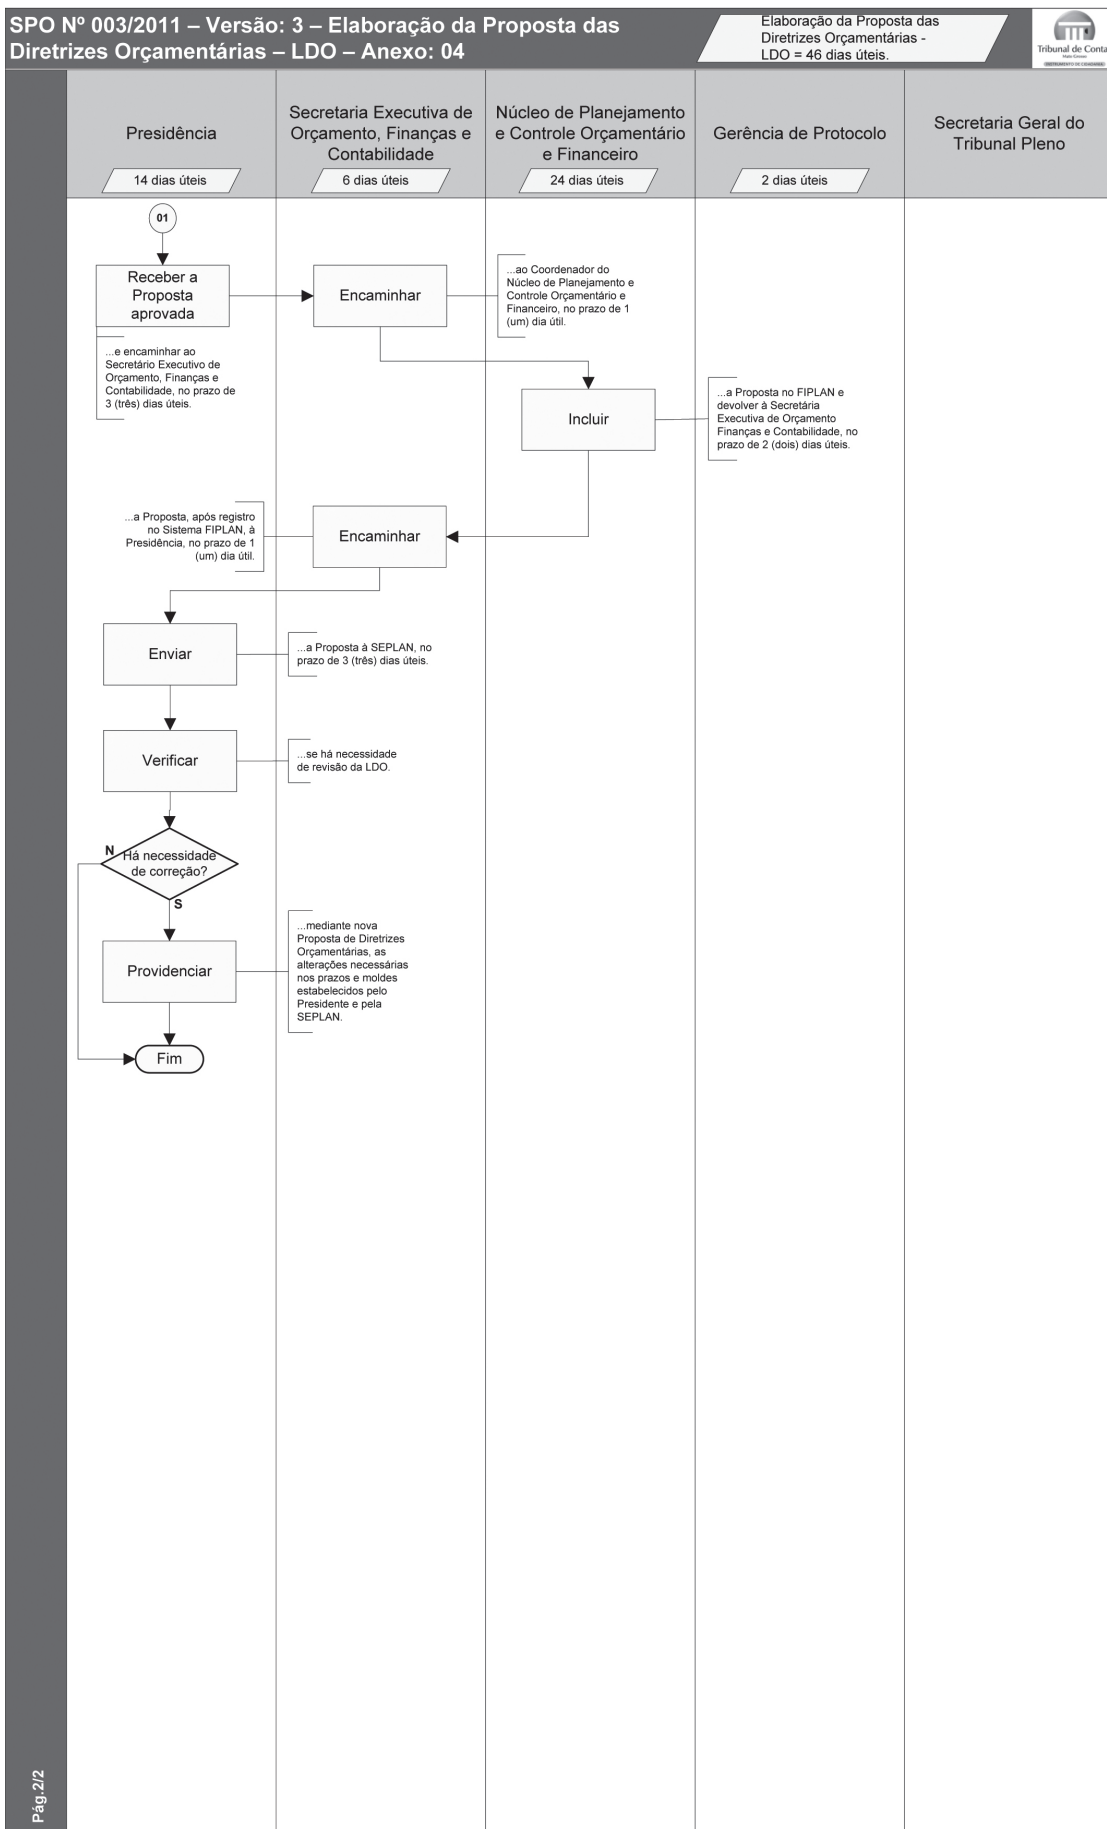 SPO Nº 003/2011 – Versão: 3 – Elaboração da Proposta das
Diretrizes Orçamentárias – LDO – Anexo: 04
Elaboração da Proposta das
Diretrizes Orçamentárias -
LDO = 46 dias úteis.
Tribunal de Conta
Mato Grosso
INSTRUMENTO DE CIDADANIA
Presidência
14 dias úteis
Secretaria Executiva de
Orçamento, Finanças e
Contabilidade
6 dias úteis
Núcleo de Planejamento
e Controle Orçamentário
e Financeiro
24 dias úteis
Gerência de Protocolo
2 dias úteis
Secretaria Geral do
Tribunal Pleno
01
Receber a
Proposta
aprovada
...e encaminhar ao
Secretário Executivo de
Orçamento, Finanças e
Contabilidade, no prazo de
3 (três) dias úteis.
Encaminhar
...ao Coordenador do
Núcleo de Planejamento e
Controle Orçamentário e
Financeiro, no prazo de 1
(um) dia útil.
Incluir
...a Proposta no FIPLAN e
devolver à Secretária
Executiva de Orçamento
Finanças e Contabilidade, no
prazo de 2 (dois) dias úteis.
Encaminhar
...a Proposta, após registro
no Sistema FIPLAN, à
Presidência, no prazo de 1
(um) dia útil.
Enviar
...a Proposta à SEPLAN, no
prazo de 3 (três) dias úteis.
Verificar
...se há necessidade
de revisão da LDO.
N
Há necessidade
de correção?
S
Providenciar
...mediante nova
Proposta de Diretrizes
Orçamentárias, as
alterações necessárias
nos prazos e moldes
estabelecidos pelo
Presidente e pela
SEPLAN.
Fim
Pág.2/2